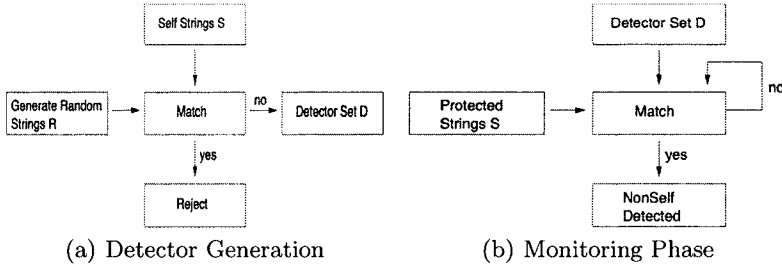 Self Strings S
Generate Random
Strings R
Match
no
Detector Set D
yes
Reject
(a) Detector Generation
Detector Set D
no
Protected
Strings S
Match
yes
NonSelf
Detected
(b) Monitoring Phase